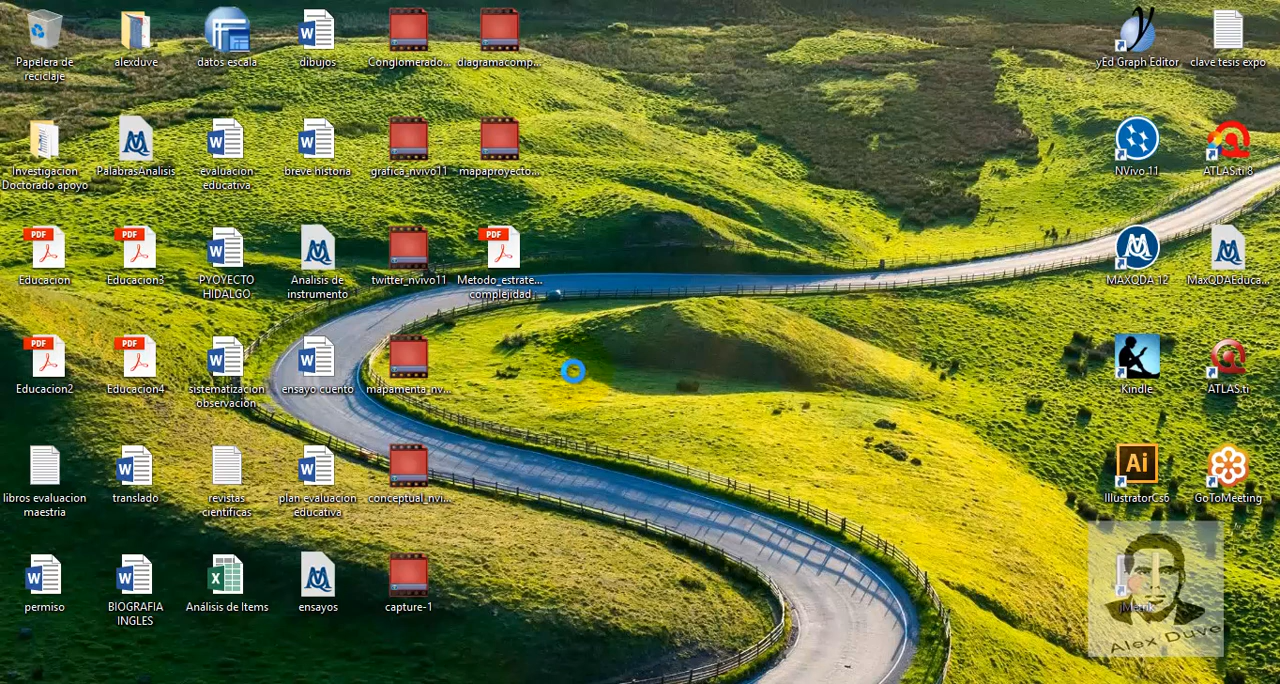 Papelera de
reciclaje
alexduve
datos escala
dibujos
Conglomerado...
diagramacomp...
yEd Graph Editor
clave tesis expo
Investigacion
Doctorado apoyo
PalabrasAnalisis
evaluacion
educativa
breve historia
grafica_nvivo11
mapaproyecto...
NVivo 11
ATLAS.ti 8
PDF
Educacion
PDF
Educacion3
PYOYECTO
HIDALGO
Analisis de
instrumento
twitter_nvivo11
PDF
Metodo_estrate...
complejidad
MAXQDA 12
MaxQDAEduca...
PDF
Educacion2
PDF
Educacion4
sistematizacion
observacion
ensayo cuento
mapamenta_nv...
Kindle
ATLAS.ti
libros evaluacion
maestria
translado
revistas
cientificas
plan evaluacion
educativa
conceptual_nvi...
Ai
IllustratorCs6
GoToMeeting
permiso
BIOGRAFIA
INGLES
Análisis de Items
ensayos
capture-1
jMetrik
Alex Duve